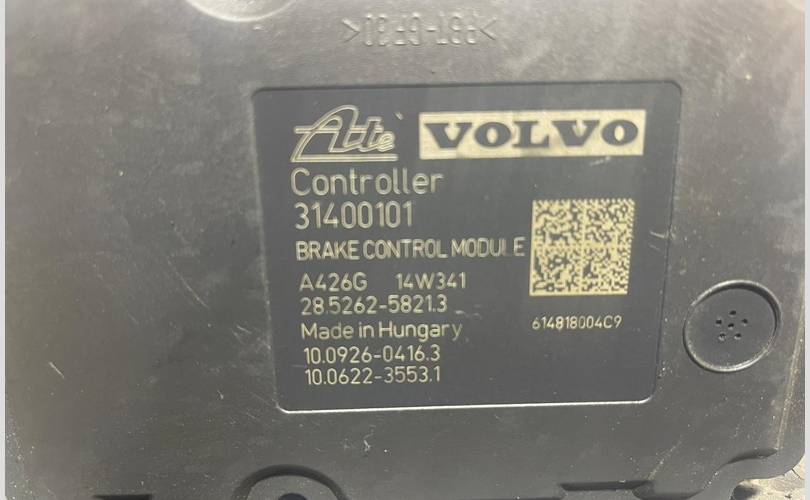 Ate VOLVO
Controller
31400101
BRAKE CONTROL MODULE
A426G 14W341
28.5262-5821.3
Made in Hungary
614818004C9
10.0926-0416.3
10.0622-3553.1